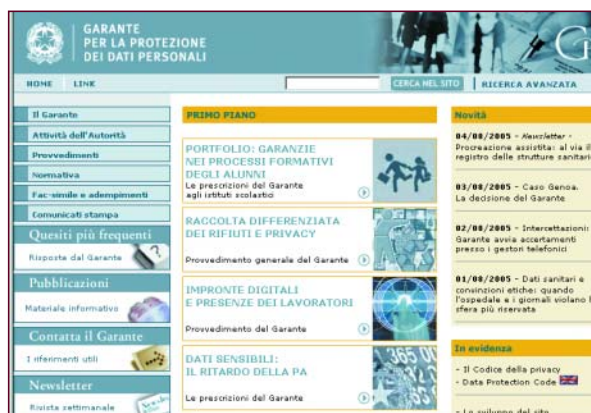 GARANTE
PER LA PROTEZIONE
DEI DATI PERSONALI
G
HOME LINK CERCA NEL SITO RICERCA AVANZATA
Il Garante
Attività dell'Autorità
Provvedimenti
Normativa
Fac-simile e adempimenti
Comunicati stampa
Quesiti più frequenti
Risposte dal Garante
Pubblicazioni
Materiale informativo
Contatta il Garante
I riferimenti utili
Newsletter
Rivista settimanale
PRIMO PIANO
PORTFOLIO: GARANZIE
NEI PROCESSI FORMATIVI
DEGLI ALUNNI
Le prescrizioni del Garante
agli istituti scolastici
RACCOLTA DIFFERENZIATA
DEI RIFIUTI E PRIVACY
Provvedimento generale del Garante
IMPRONTE DIGITALI
E PRESENZE DEI LAVORATORI
Provvedimento del Garante
DATI SENSIBILI:
IL RITARDO DELLA PA
Le prescrizioni del Garante
Novità
04/08/2005 - Newsletter -
Procreazione assistita: al via il
registro delle strutture sanitari
03/08/2005 - Caso Genoa.
La decisione del Garante
02/08/2005 - Intercettazioni:
Garante avvia accertamenti
presso i gestori telefonici
01/08/2005 - Dati sanitari e
convinzioni etiche: quando
l'ospedale e i giornali violano l
sfera più riservata
In evidenza
- Il Codice della privacy
- Data Protection Code
- Lo sviluppo del sito